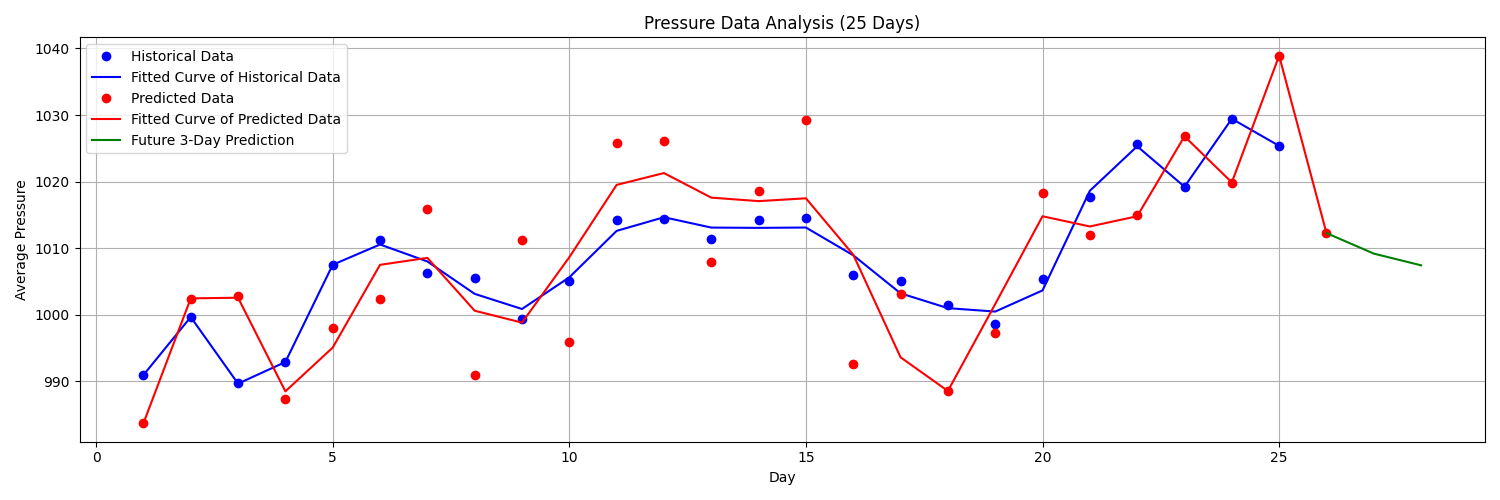 Pressure Data Analysis (25 Days)
Historical Data
Fitted Curve of Historical Data
Predicted Data
Fitted Curve of Predicted Data
Future 3-Day Prediction
Average Pressure
1040
1030
1020
1010
1000
990
0 5 10 15 20 25
Day